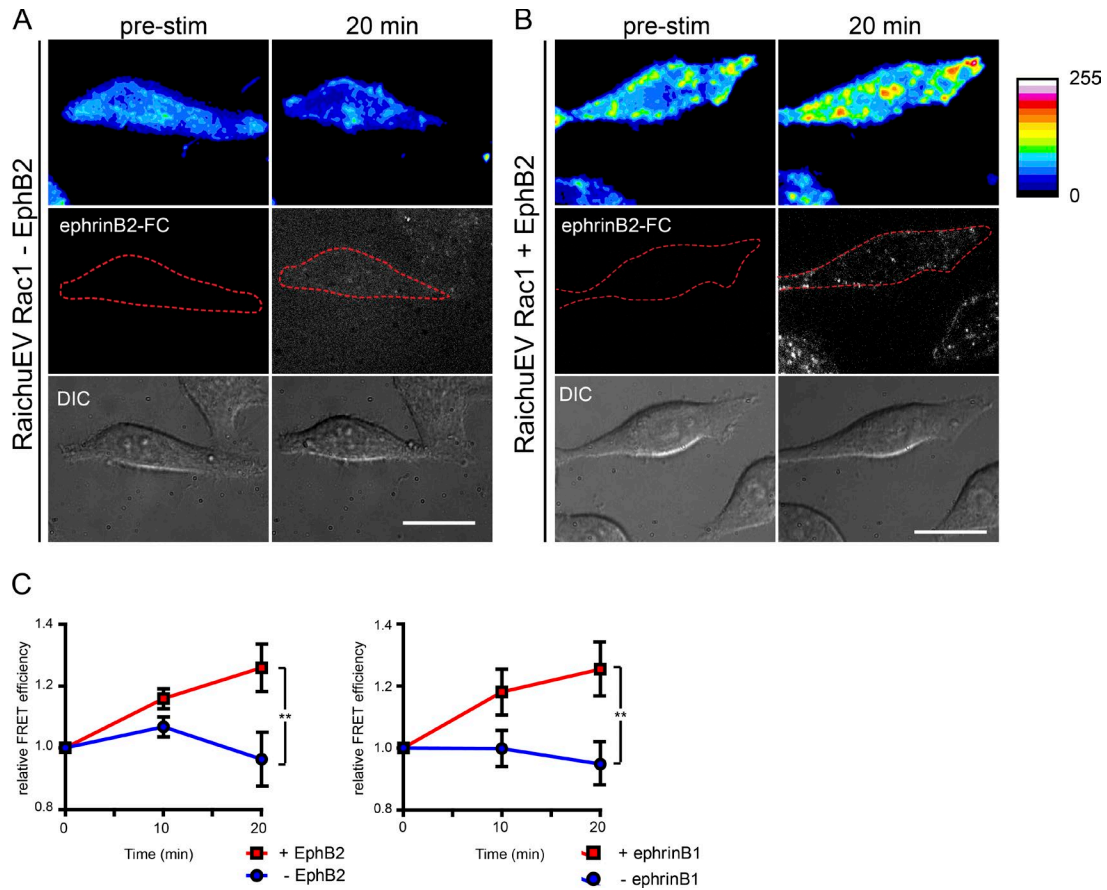 A
pre-stim
20 min
RaichuEV Rac1 - EphB2
ephrinB2-FC
DIC
B
pre-stim
20 min
RaichuEV Rac1 + EphB2
ephrinB2-FC
DIC
255
0
C
relative FRET efficiency
1.4
1.2
1.0
0.8
0
10
20
Time (min)
**
+ EphB2
- EphB2
relative FRET efficiency
1.4
1.2
1.0
0.8
0
10
20
Time (min)
**
+ ephrinB1
- ephrinB1